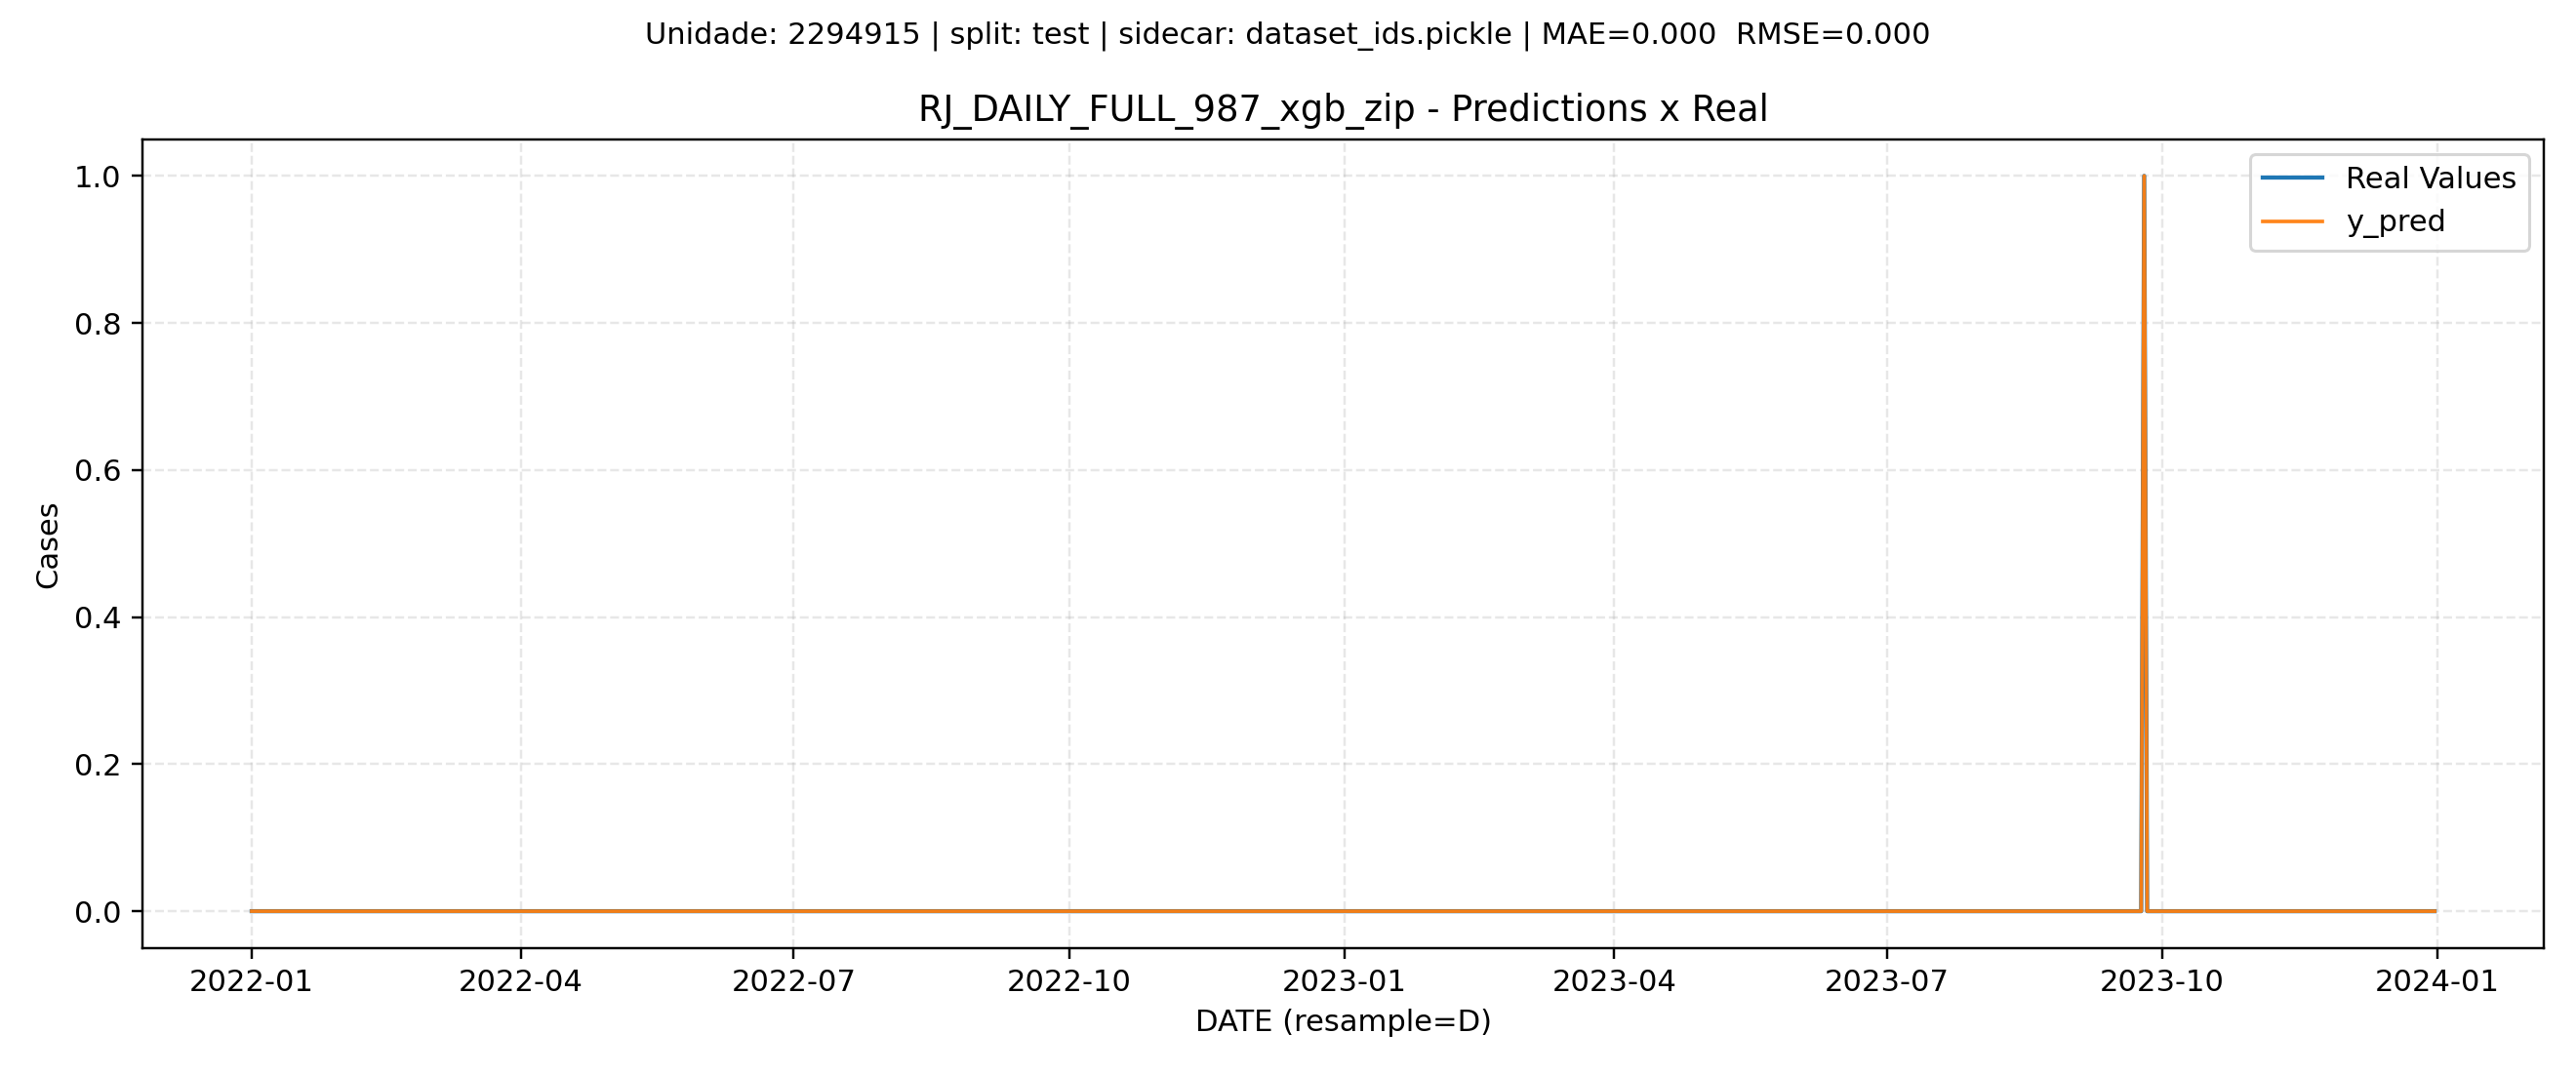 Unidade: 2294915 | split: test | sidecar: dataset_ids.pickle | MAE=0.000  RMSE=0.000
RJ_DAILY_FULL_987_xgb_zip - Predictions x Real
Real Values
y_pred
1.0
0.8
0.6
0.4
0.2
0.0
Cases
2022-01 2022-04 2022-07 2022-10 2023-01 2023-04 2023-07 2023-10 2024-01
DATE (resample=D)